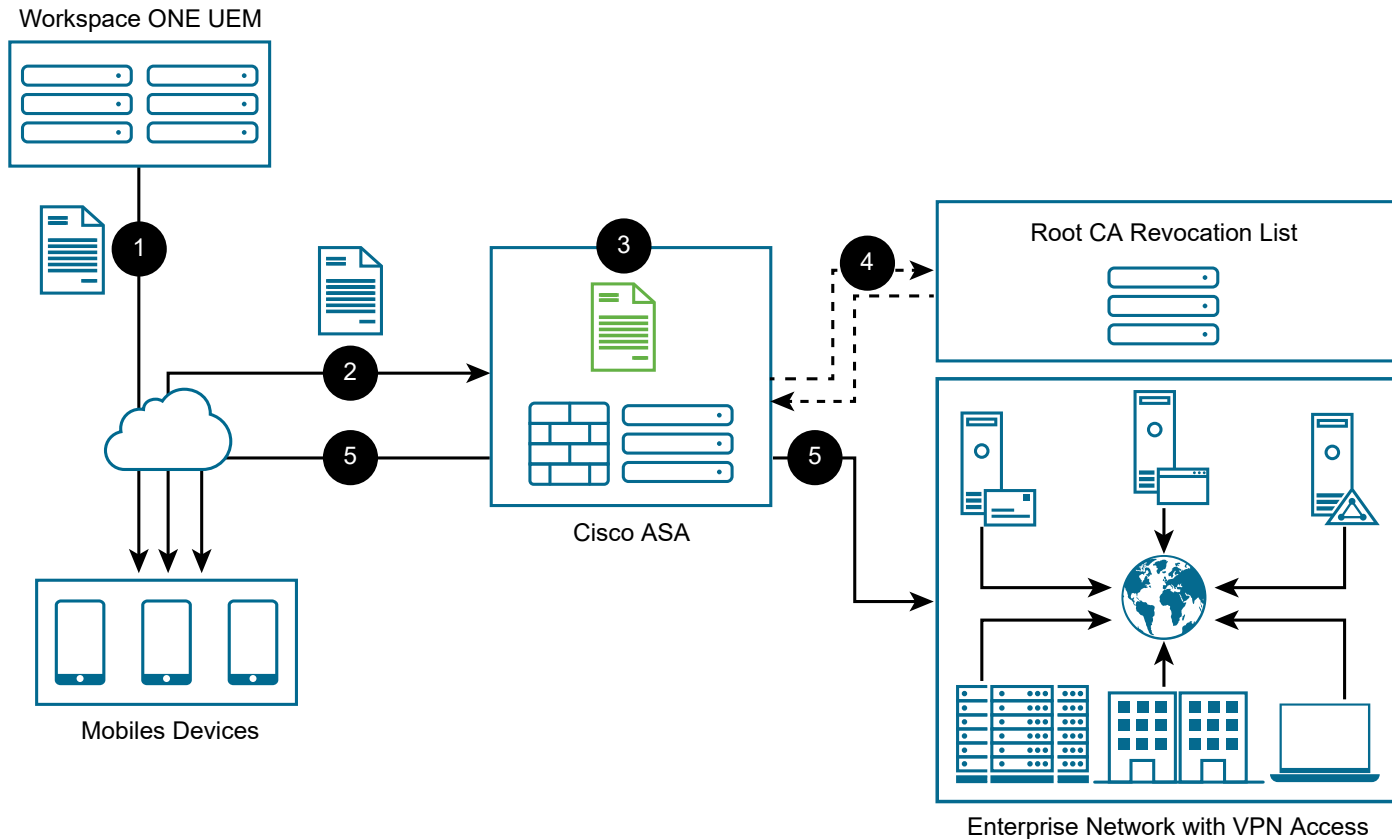 Workspace ONE UEM
1
2
3
4
Root CA Revocation List
5
5
Cisco ASA
Mobiles Devices
Enterprise Network with VPN Access